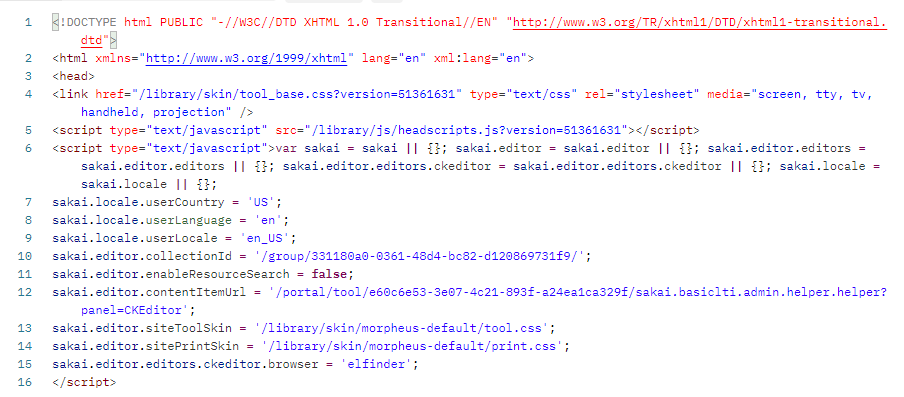 1 <!DOCTYPE html PUBLIC "-//W3C//DTD XHTML 1.0 Transitional//EN" "http://www.w3.org/TR/xhtml1/DTD/xhtml1-transitional.
dtd">
2 <html xmlns="http://www.w3.org/1999/xhtml" lang="en" xml:lang="en">
3 <head>
4 <link href="/library/skin/tool_base.css?version=51361631" type="text/css" rel="stylesheet" media="screen, tty, tv,
handheld, projection" />
5 <script type="text/javascript" src="/library/js/headscripts.js?version=51361631"></script>
6 <script type="text/javascript">var sakai = sakai || {}; sakai.editor = sakai.editor || {}; sakai.editor.editors =
sakai.editor.editors || {}; sakai.editor.editors.ckeditor = sakai.editor.editors.ckeditor || {}; sakai.locale =
sakai.locale || {};
7 sakai.locale.userCountry = 'US';
8 sakai.locale.userLanguage = 'en';
9 sakai.locale.userLocale = 'en_US';
10 sakai.editor.collectionId = '/group/331180a0-0361-48d4-bc82-d120869731f9/';
11 sakai.editor.enableResourceSearch = false;
12 sakai.editor.contentItemUrl = '/portal/tool/e60c6e53-3e07-4c21-893f-a24ea1ca329f/sakai.basiclti.admin.helper.helper?
panel=CKEditor';
13 sakai.editor.siteToolSkin = '/library/skin/morpheus-default/tool.css';
14 sakai.editor.sitePrintSkin = '/library/skin/morpheus-default/print.css';
15 sakai.editor.editors.ckeditor.browser = 'elfinder';
16 </script>